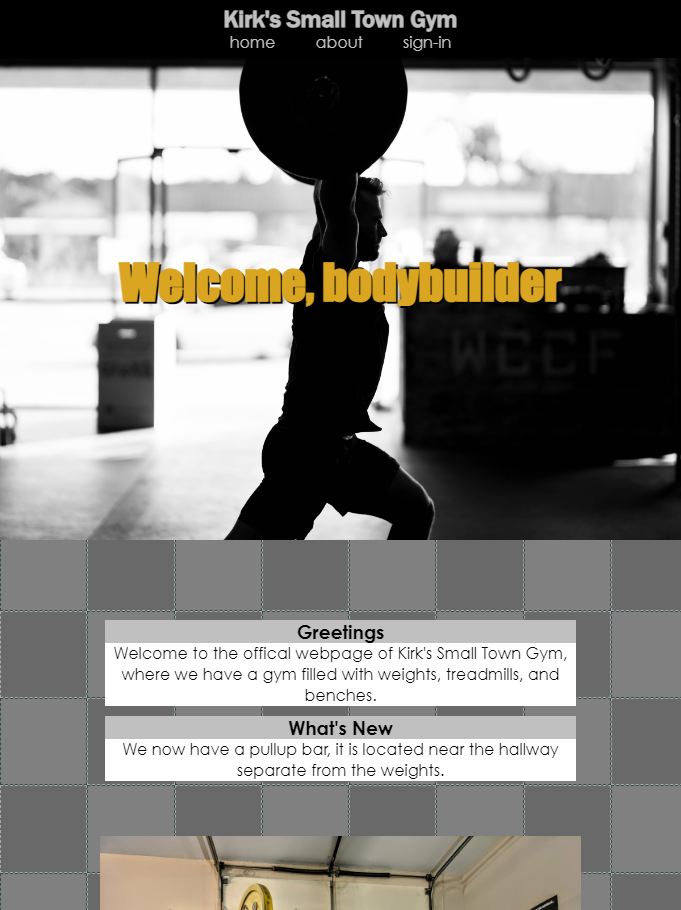 Kirk's Small Town Gym
home about sign-in
Welcome, bodybuilder
WCCF
Greetings
Welcome to the offical webpage of Kirk's Small Town Gym,
where we have a gym filled with weights, treadmills, and
benches.
What's New
We now have a pullup bar, it is located near the hallway
separate from the weights.